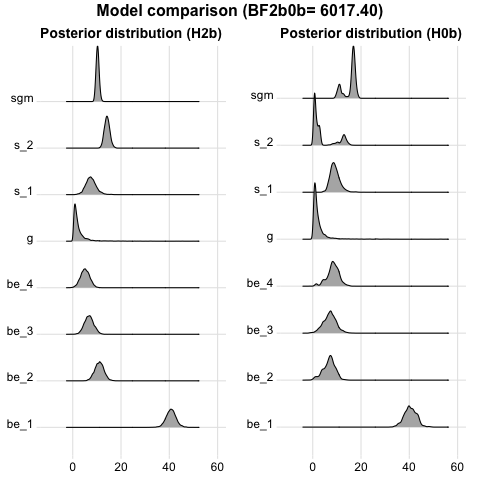 Model comparison (BF2b0b= 6017.40)
Posterior distribution (H2b)
sgm
s_2
s_1
g
be_4
be_3
be_2
be_1
0 20 40 60
Posterior distribution (H0b)
sgm
s_2
s_1
g
be_4
be_3
be_2
be_1
0 20 40 60